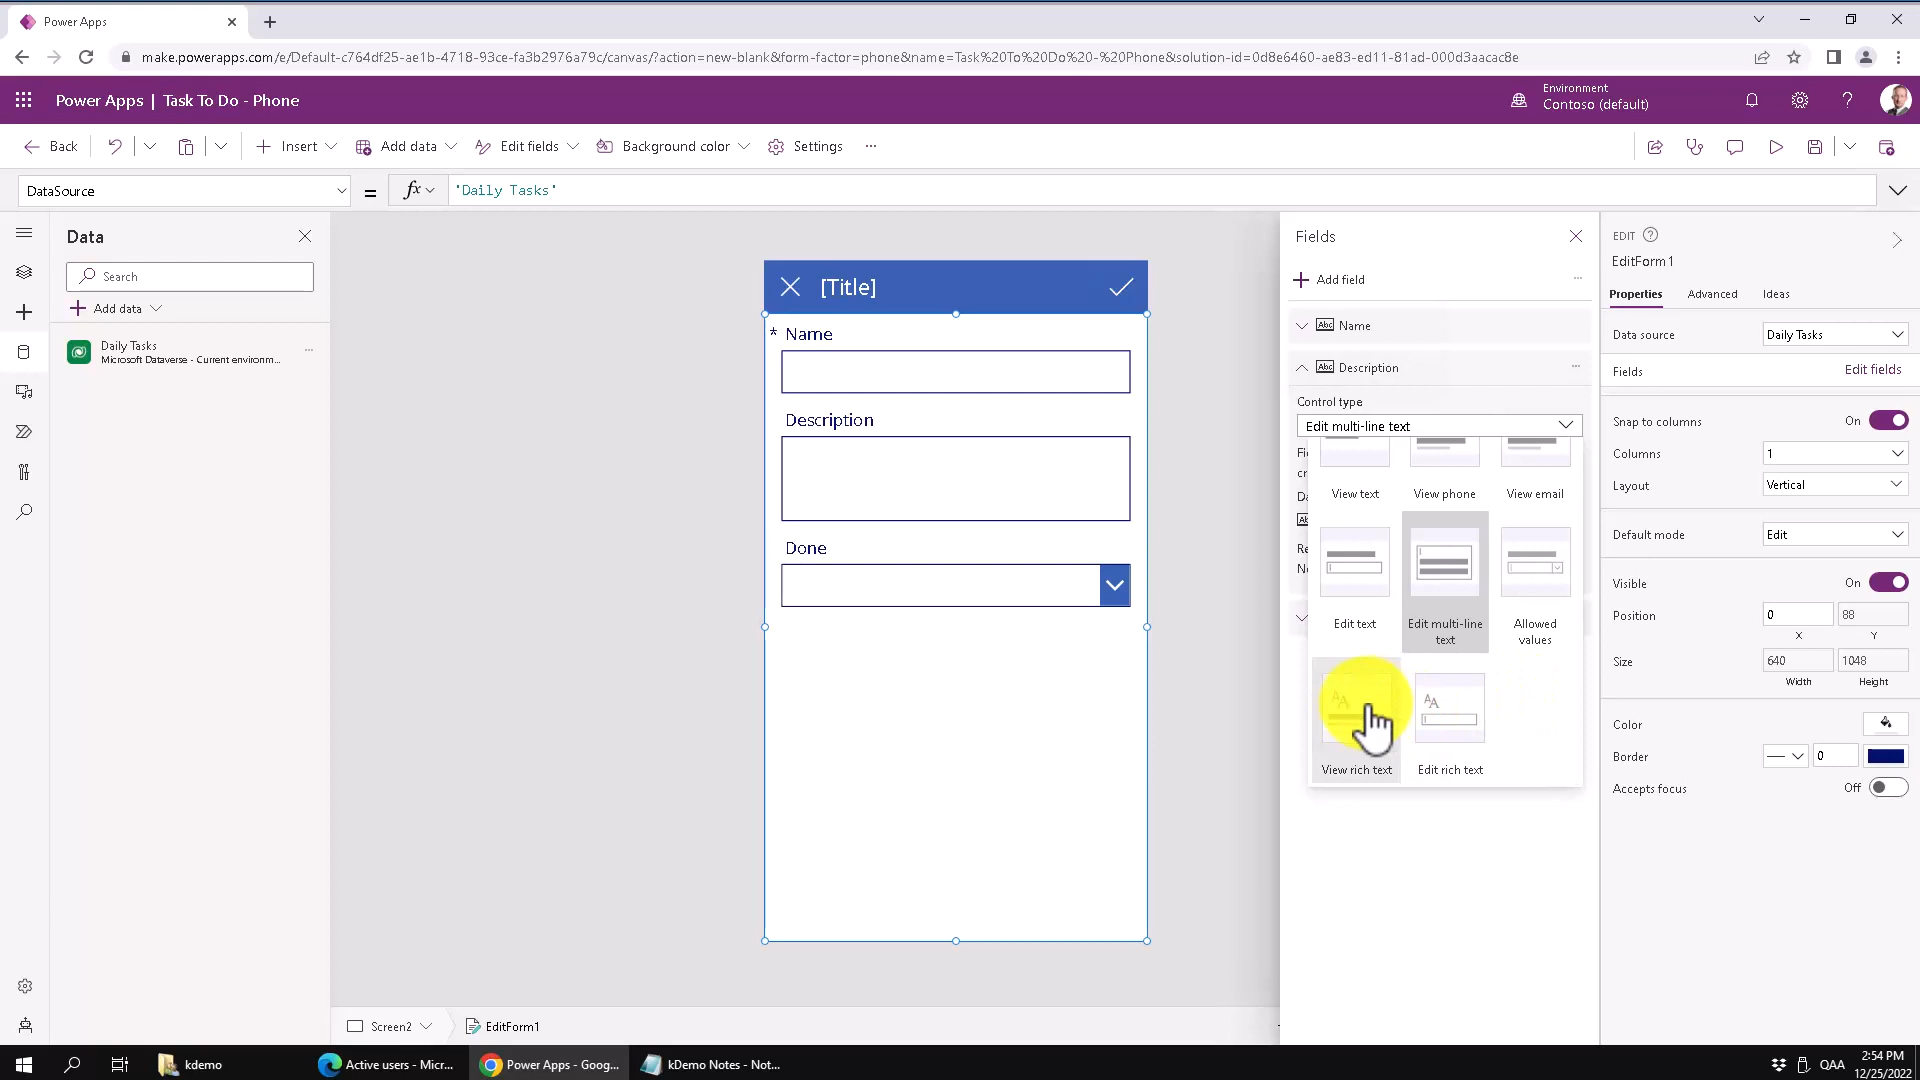 Power Apps
make.powerapps.com/e/Default-c764df25-ae1b-4718-93ce-fa3b2976a79c/canvas/?action=new-blank&form-factor=phone&name=Task%20To%20Do%20-%20Phone&solution-id=0d8e6460-ae83-ed11-81ad-000d3aacac8e
Power Apps | Task To Do - Phone
Environment
Contoso (default)
Back
Insert
Add data
Edit fields
Background color
Settings
DataSource
=
fx
'Daily Tasks'
Data
Search
Add data
Daily Tasks
Microsoft Dataverse - Current environm...
[Title]
* Name
Description
Done
Fields
Add field
Abc Name
Abc Description
Control type
Edit multi-line text
View text
View phone
View email
Edit text
Edit multi-line text
Allowed values
View rich text
Edit rich text
EDIT
EditForm1
Properties
Advanced
Ideas
Data source
Daily Tasks
Fields
Edit fields
Snap to columns
On
Columns
1
Layout
Vertical
Default mode
Edit
Visible
On
Position
0
88
X
Y
Size
640
1048
Width
Height
Color
Border
0
Accepts focus
Off
Screen2
EditForm1
kdemo
Active users - Micr...
Power Apps - Goog...
kDemo Notes - Not...
QAA
2:54 PM
12/25/2022